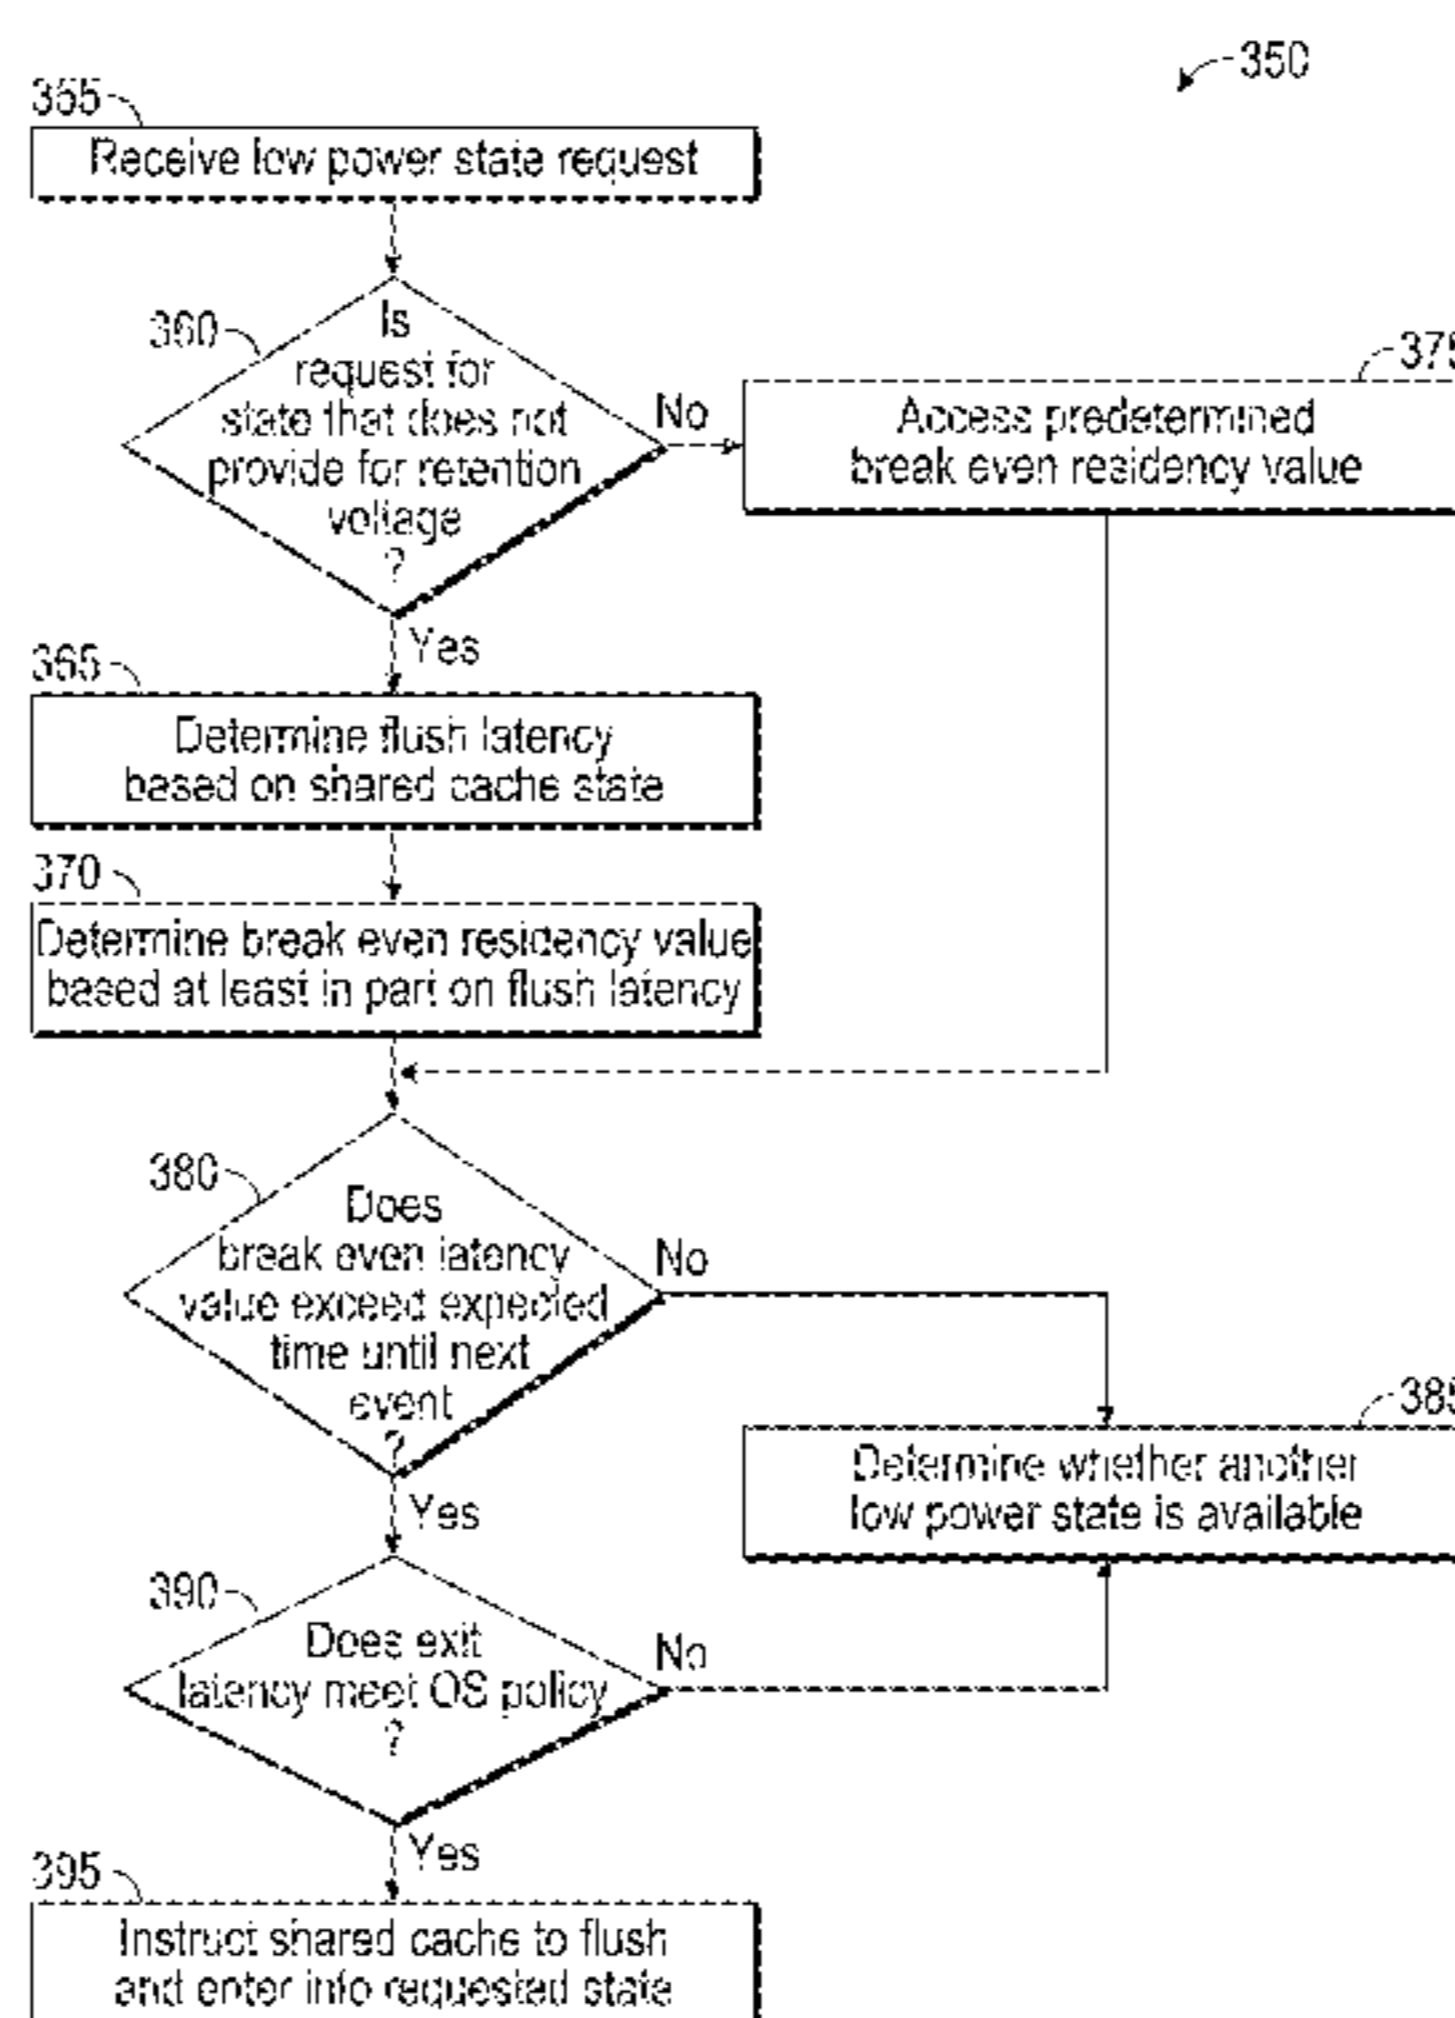 350
355
Receive low power state request
360
Is
request for
state that does not
provide for retention
voltage
?
No
375
Access predetermined
break even residency value
Yes
365
Determine flush latency
based on shared cache state
370
Determine break even residency value
based at least in part on flush latency
380
Does
break even latency
value exceed expected
time until next
event
?
No
385
Determine whether another
low power state is available
Yes
390
Does exit
latency meet OS policy
?
No
Yes
395
Instruct shared cache to flush
and enter info requested state